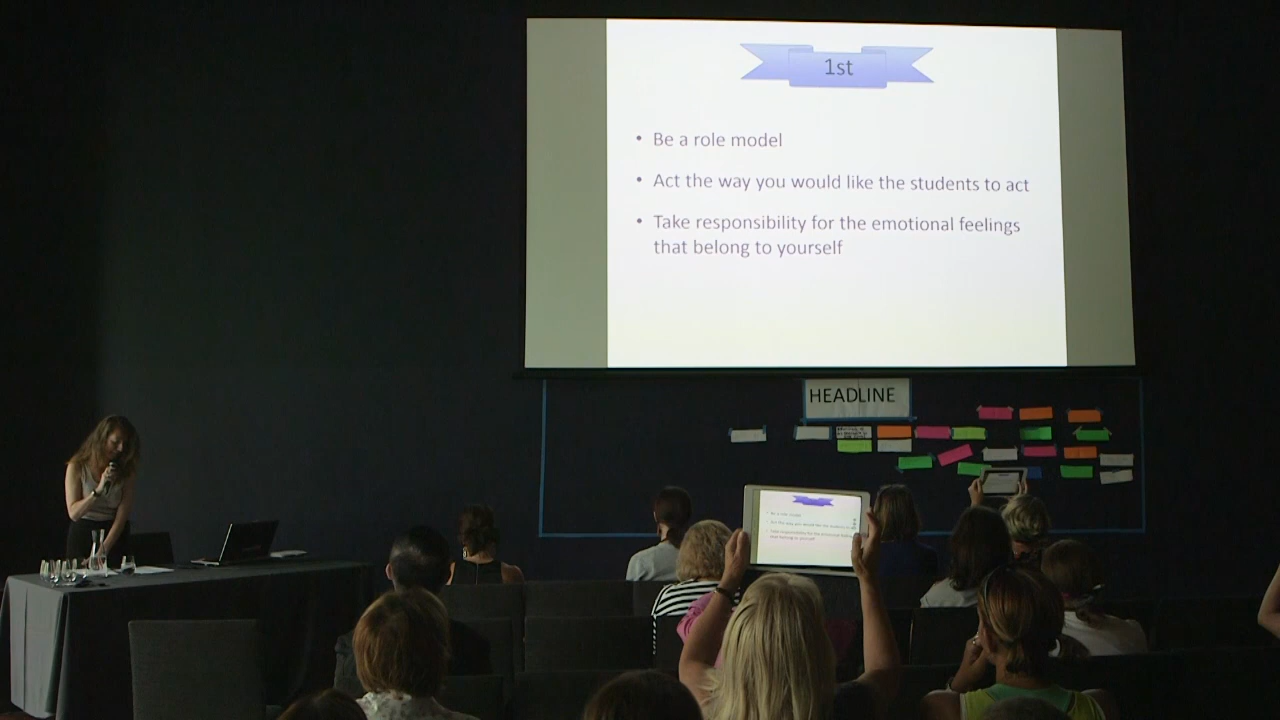 1st
• Be a role model
• Act the way you would like the students to act
• Take responsibility for the emotional feelings
that belong to yourself
HEADLINE